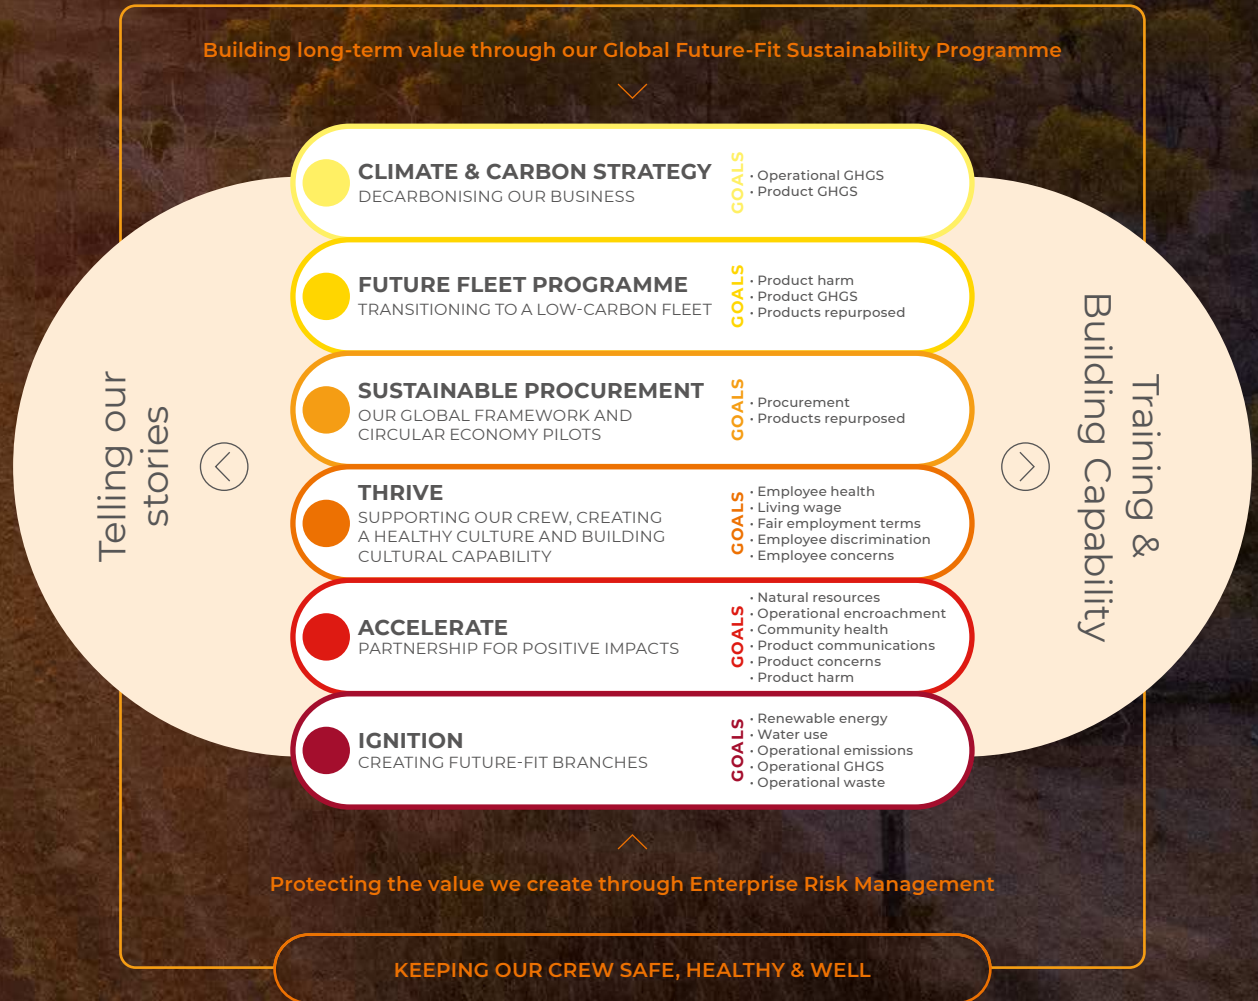 Building long-term value through our Global Future-Fit Sustainability Programme
CLIMATE & CARBON STRATEGY
DECARBONISING OUR BUSINESS
GOALS
· Operational GHGS
· Product GHGS
FUTURE FLEET PROGRAMME
TRANSITIONING TO A LOW-CARBON FLEET
GOALS
· Product harm
· Product GHGS
· Products repurposed
SUSTAINABLE PROCUREMENT
OUR GLOBAL FRAMEWORK AND
CIRCULAR ECONOMY PILOTS
GOALS
· Procurement
· Products repurposed
THRIVE
SUPPORTING OUR CREW, CREATING
A HEALTHY CULTURE AND BUILDING
CULTURAL CAPABILITY
GOALS
· Employee health
· Living wage
· Fair employment terms
· Employee discrimination
· Employee concerns
ACCELERATE
PARTNERSHIP FOR POSITIVE IMPACTS
GOALS
· Natural resources
· Operational encroachment
· Community health
· Product communications
· Product concerns
· Product harm
IGNITION
CREATING FUTURE-FIT BRANCHES
GOALS
· Renewable energy
· Water use
· Operational emissions
· Operational GHGS
· Operational waste
Telling our
stories
Training &
Building Capability
Protecting the value we create through Enterprise Risk Management
KEEPING OUR CREW SAFE, HEALTHY & WELL